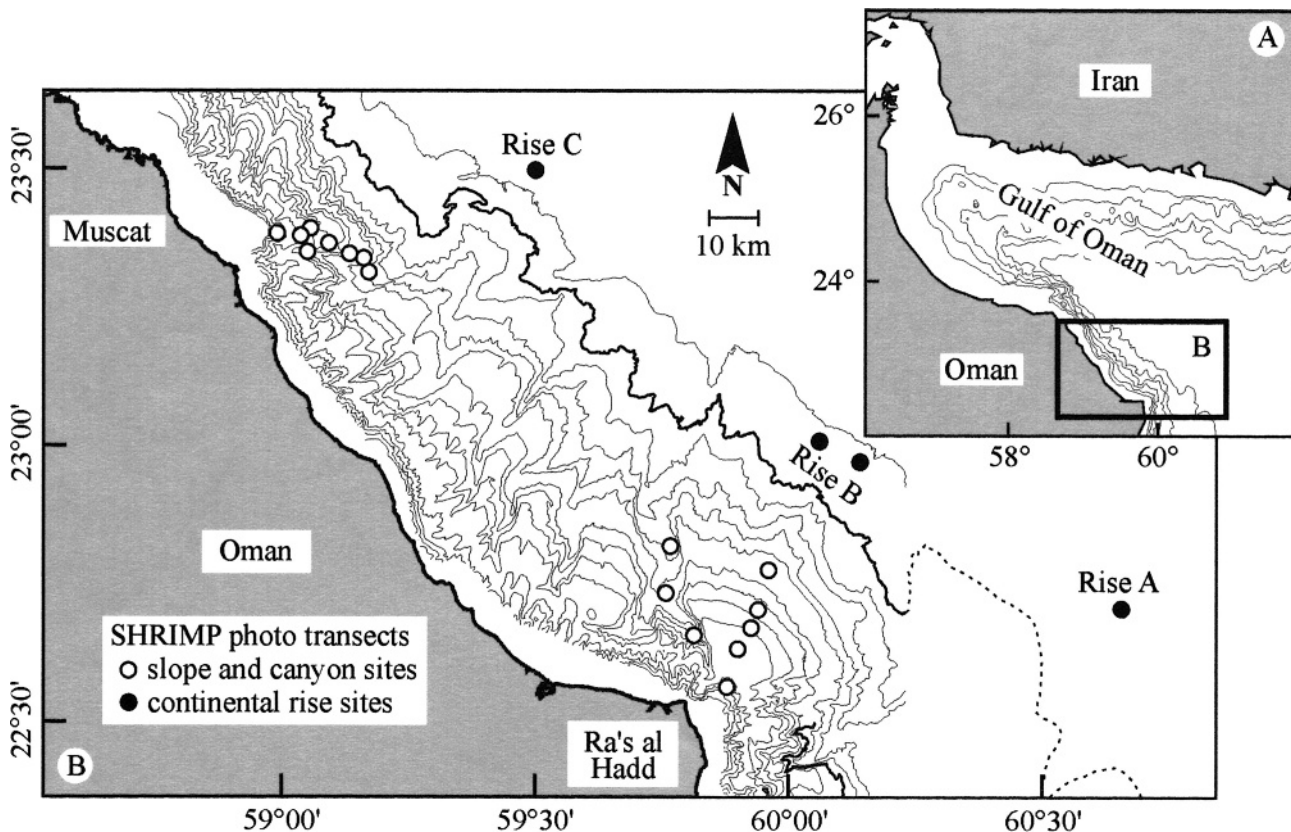 A
Iran
26°
Gulf of Oman
24°
Oman
B
58°
60°
23°30'
23°00'
22°30'
Rise C
N
10 km
Muscat
Rise B
Rise A
Oman
SHRIMP photo transects
slope and canyon sites
continental rise sites
Ra's al
Hadd
B
59°00'
59°30'
60°00'
60°30'